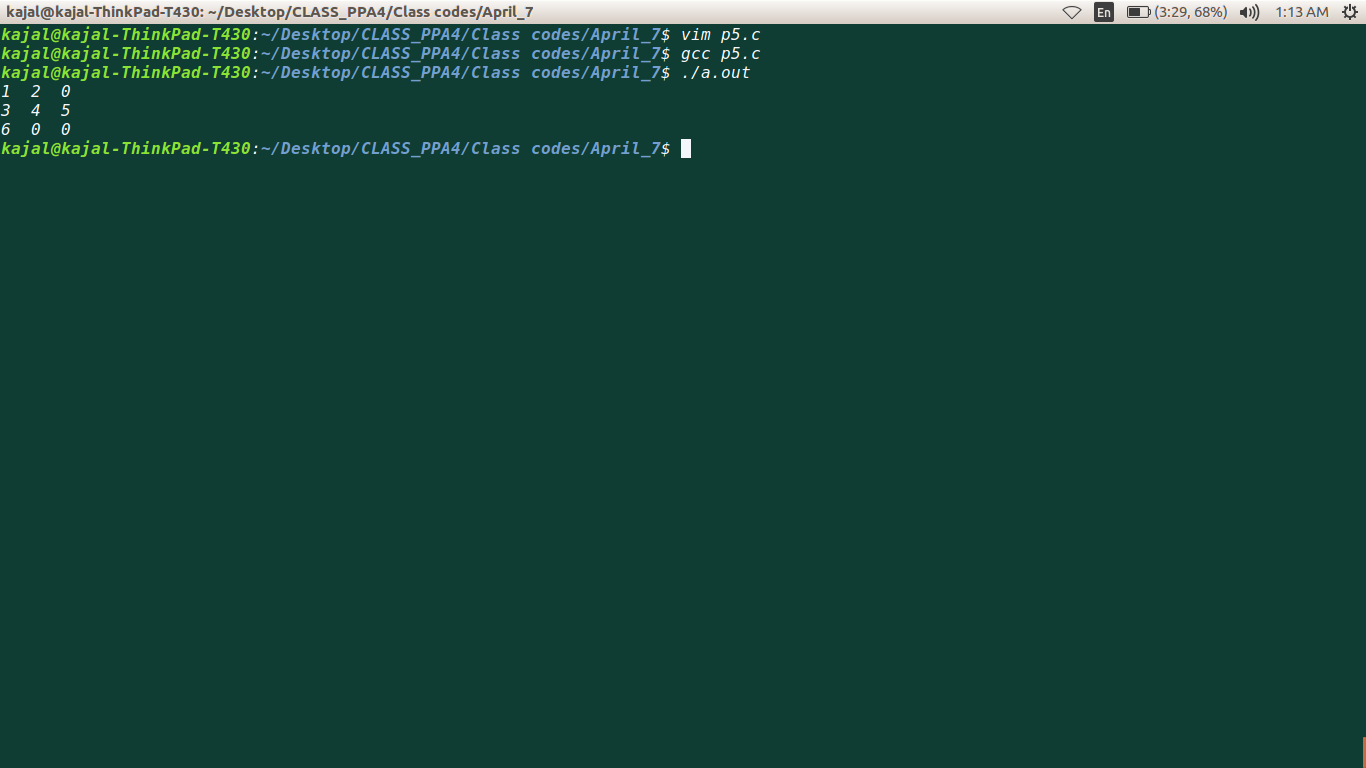 kajal@kajal-ThinkPad-T430: ~/Desktop/CLASS_PPA4/Class codes/April_7 En (3:29, 68%) 1:13 AM
kajal@kajal-ThinkPad-T430:~/Desktop/CLASS_PPA4/Class codes/April_7$ vim p5.c
kajal@kajal-ThinkPad-T430:~/Desktop/CLASS_PPA4/Class codes/April_7$ gcc p5.c
kajal@kajal-ThinkPad-T430:~/Desktop/CLASS_PPA4/Class codes/April_7$ ./a.out
1  2  0
3  4  5
6  0  0
kajal@kajal-ThinkPad-T430:~/Desktop/CLASS_PPA4/Class codes/April_7$